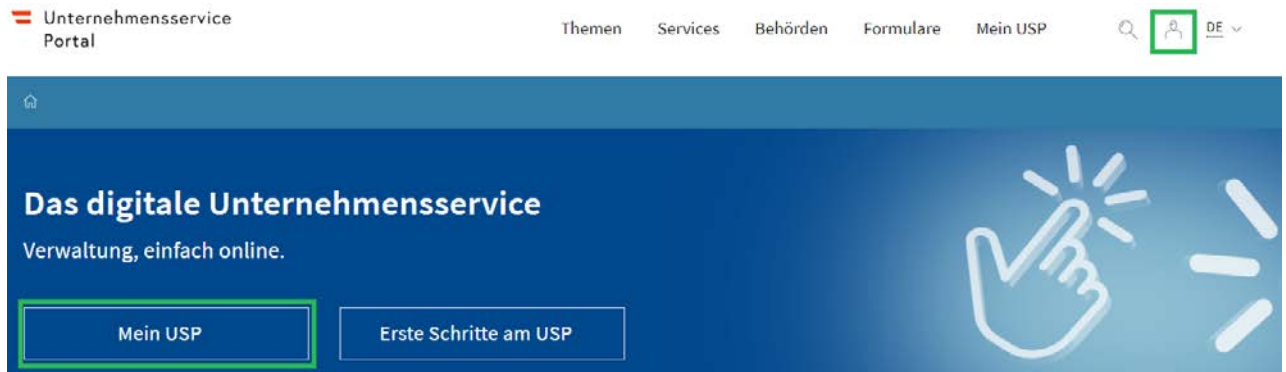 Unternehmensservice
Portal
Themen Services Behörden Formulare Mein USP DE
Das digitale Unternehmensservice
Verwaltung, einfach online.
Mein USP Erste Schritte am USP